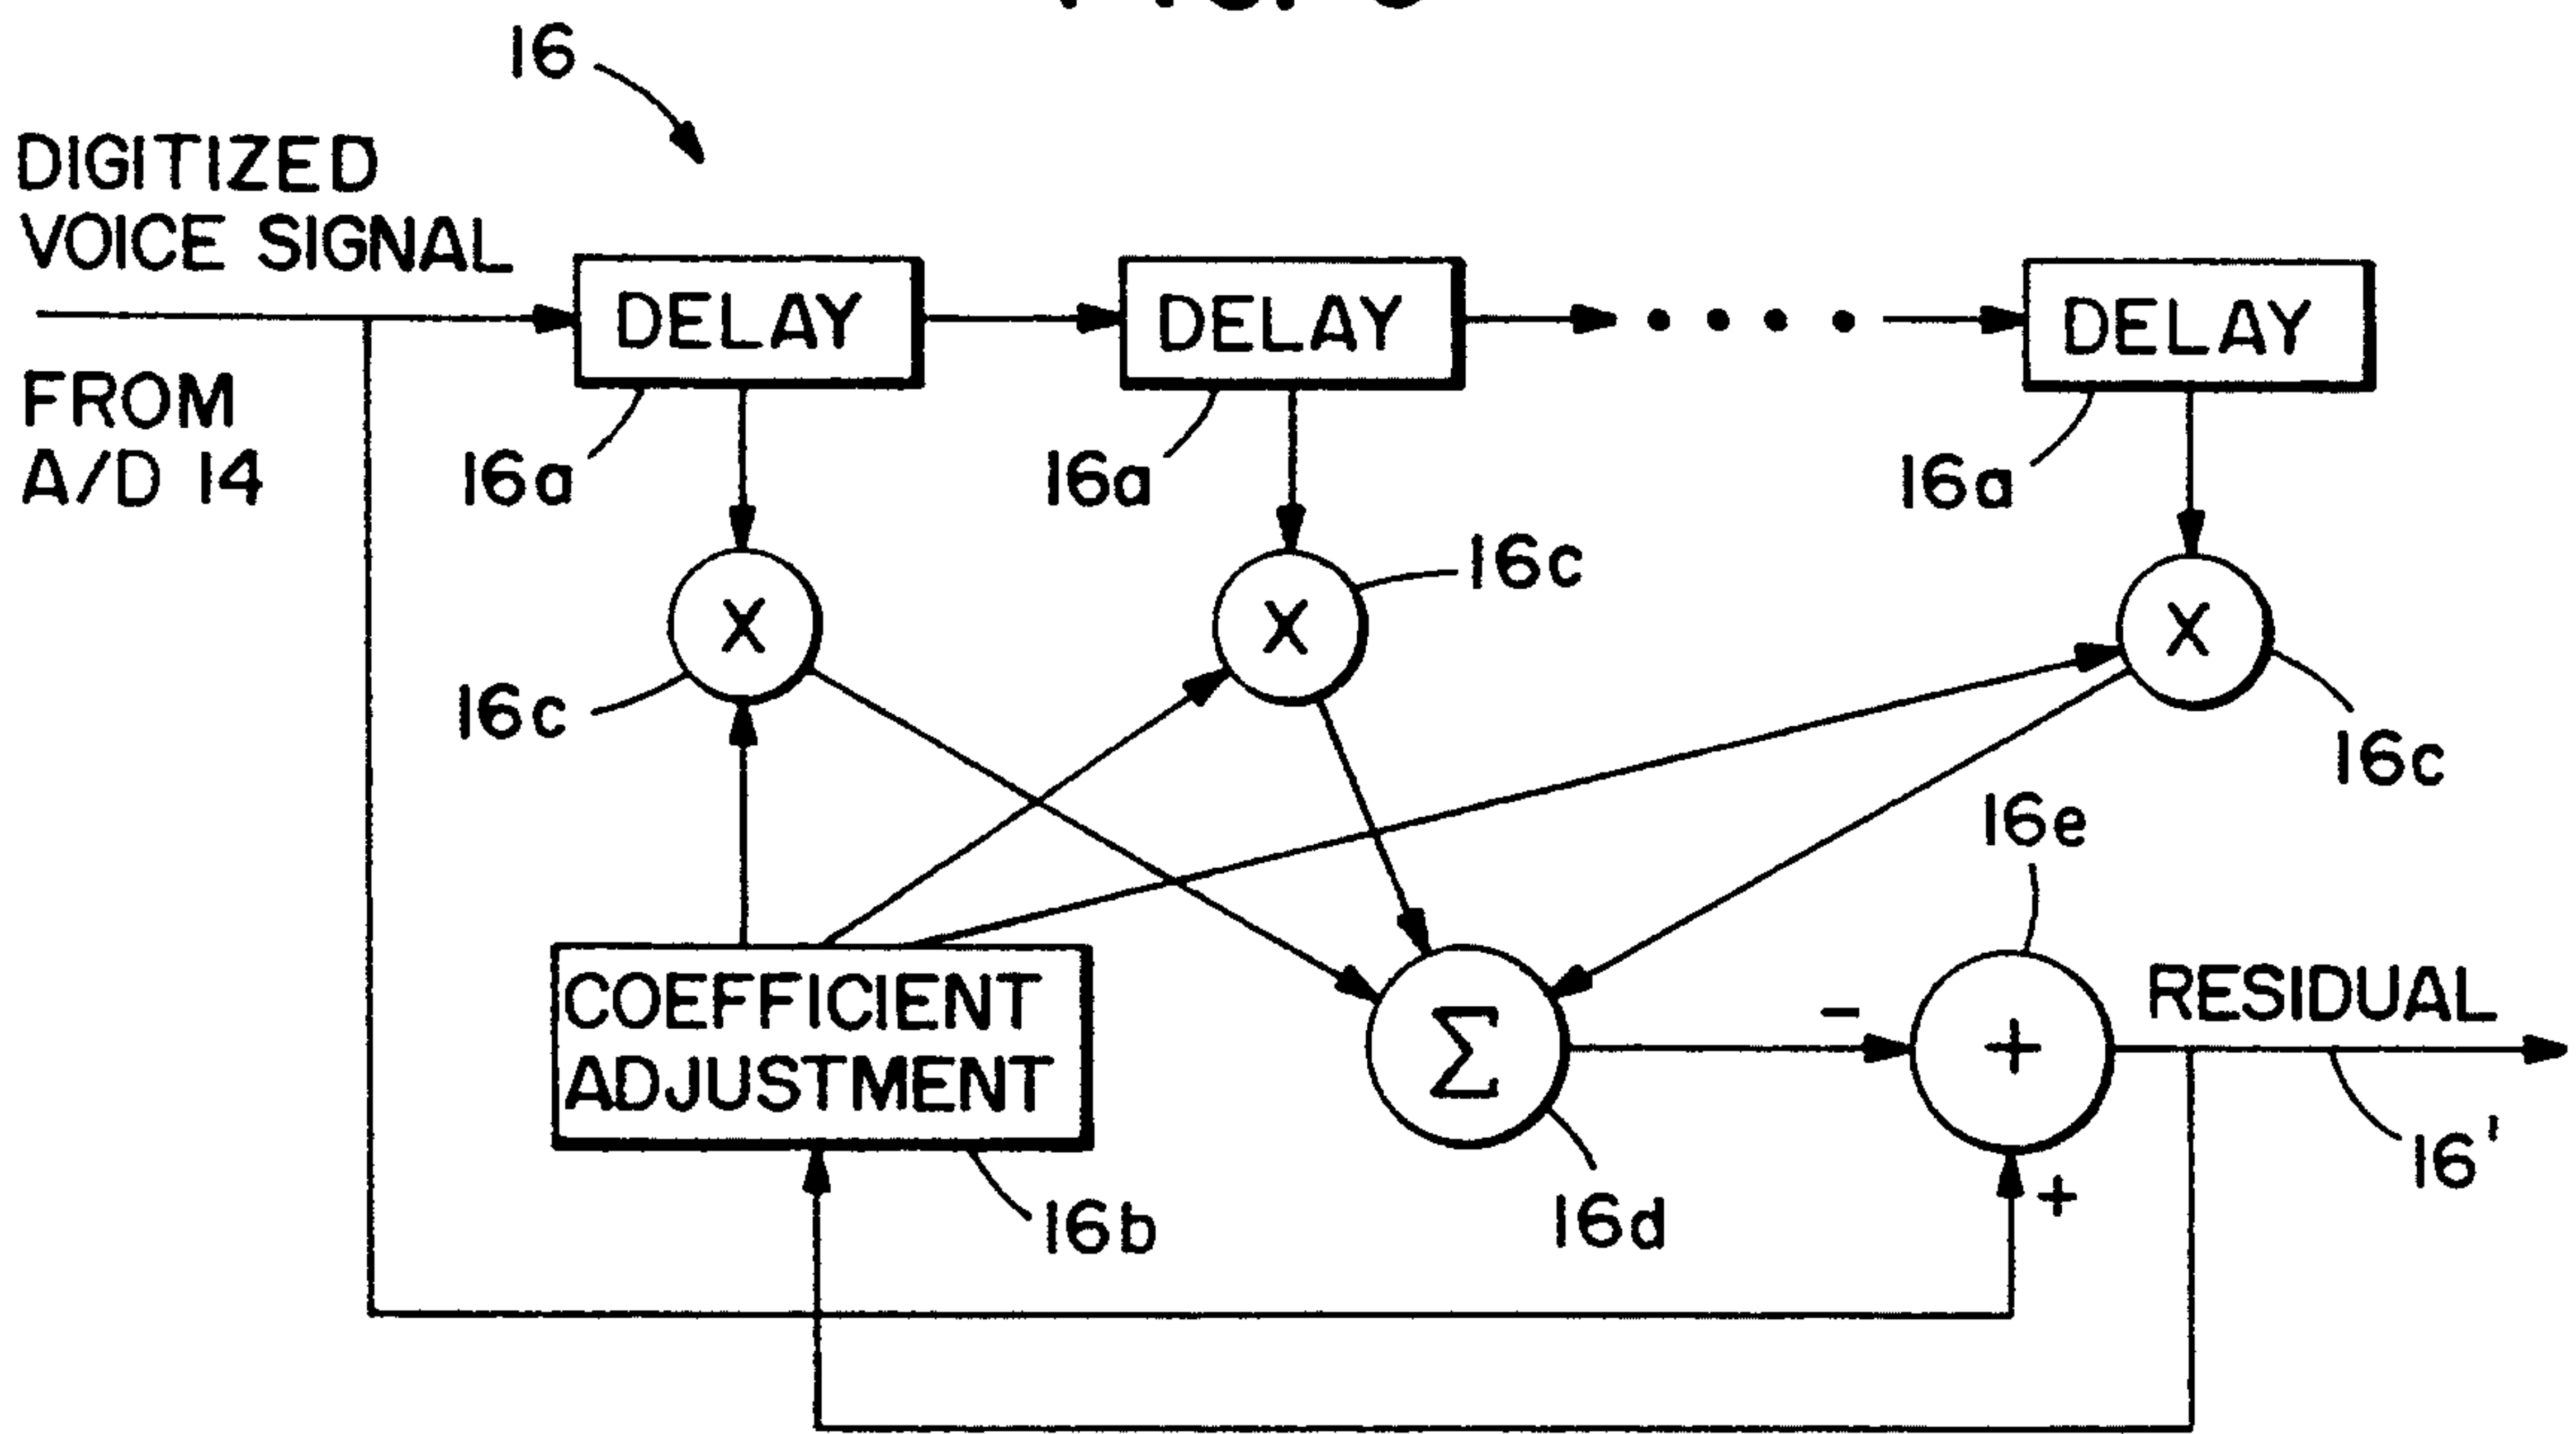 16
DIGITIZED
VOICE SIGNAL
FROM
A/D 14
DELAY
DELAY
• • • •
DELAY
16a
16a
16a
X
X
X
16c
16c
16c
16e
COEFFICIENT
ADJUSTMENT
Σ
-
+
RESIDUAL
16b
16d
+
16'